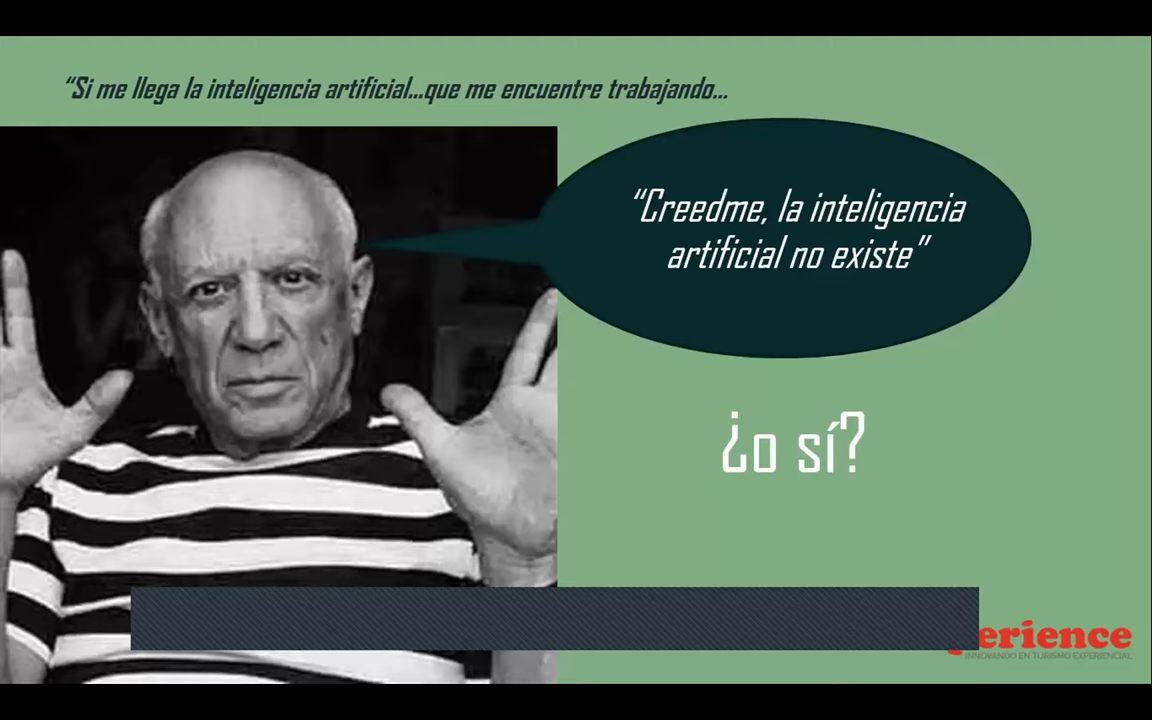 “Si me llega la inteligencia artificial...que me encuentre trabajando...
“Creedme, la inteligencia
artificial no existe”
¿o sí?
erience
INNOVANDO EN TURISMO EXPERIENCIAL